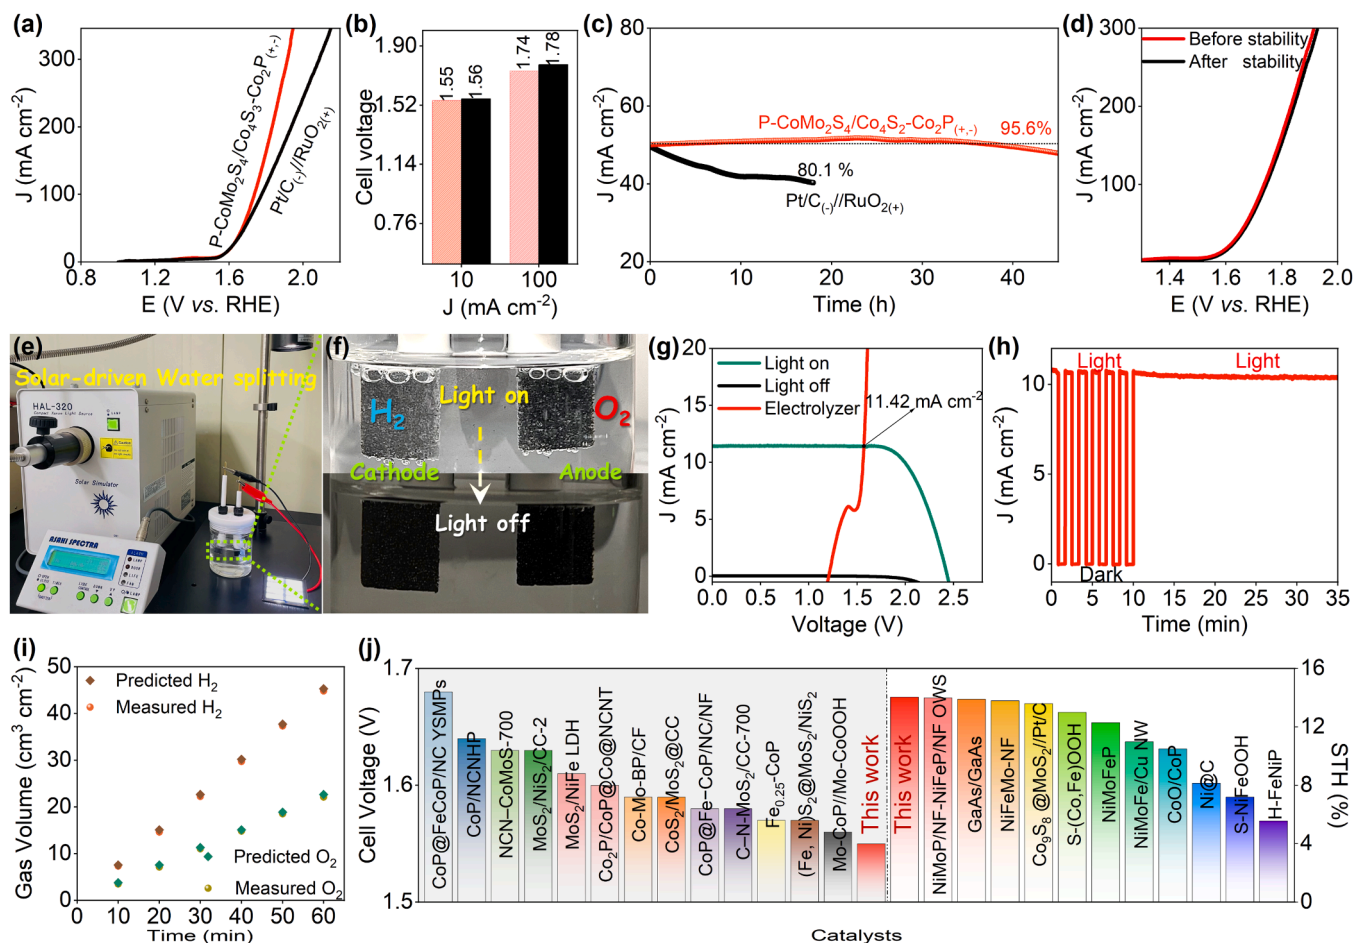 (a)
J (mA cm-2)
300
200
100
0
0.8
1.2
1.6
2.0
E (V vs. RHE)
P-CoMo2S4/Co4S3-Co2P(+,-)
Pt/C(-)//RuO2(+)
(b)
Cell voltage
1.90
1.52
1.14
0.76
1.55
1.56
1.74
1.78
10
100
J (mA cm-2)
(c)
J (mA cm-2)
80
60
40
20
P-CoMo2S4/Co4S2-Co2P(+,-)
95.6%
80.1 %
Pt/C(-)//RuO2(+)
0
10
20
30
40
Time (h)
(d)
Before stability
After stability
J (mA cm-2)
300
200
100
0
1.4
1.6
1.8
2.0
E (V vs. RHE)
(e)
Solar-driven Water splitting
HAL-320
Solar Simulator
ASAHI SPECTRA
(f)
H2
Light on
O2
Cathode
Anode
Light off
(g)
Light on
Light off
Electrolyzer
11.42 mA cm-2
J (mA cm-2)
20
15
10
5
0
0.0
0.5
1.0
1.5
2.0
2.5
Voltage (V)
(h)
Light
Light
Dark
J (mA cm-2)
10
5
0
0
5
10
15
20
25
30
35
Time (min)
(i)
Predicted H2
Measured H2
Predicted O2
Measured O2
Gas Volume (cm3 cm-2)
50
40
30
20
10
0
0
10
20
30
40
50
60
Time (min)
(j)
Cell Voltage (V)
1.7
1.6
1.5
CoP@FeCoP/NC YSMPs
CoP/NCNHP
NCN–CoMoS-700
MoS2/NiS2/CC-2
MoS2/NiFe LDH
Co2P/CoP@Co@NCNT
Co-Mo-BP/CF
CoS2/MoS2@CC
CoP@Fe-CoP/NC/NF
C–N-MoS2/CC-700
Fe0.25-CoP
(Fe, Ni)S2@MoS2/NiS2
Mo-CoP//Mo-CoOOH
This work
This work
NiMoP/NF-NiFeP/NF OWS
GaAs/GaAs
NiFeMo-NF
Co9S8 @MoS2//Pt/C
S-(Co,Fe)OOH
NiMoFeP
NiMoFe/Cu NW
CoO/CoP
Ni@C
S-NiFeOOH
H-FeNiP
16
12
8
4
0
STH (%)
Catalysts